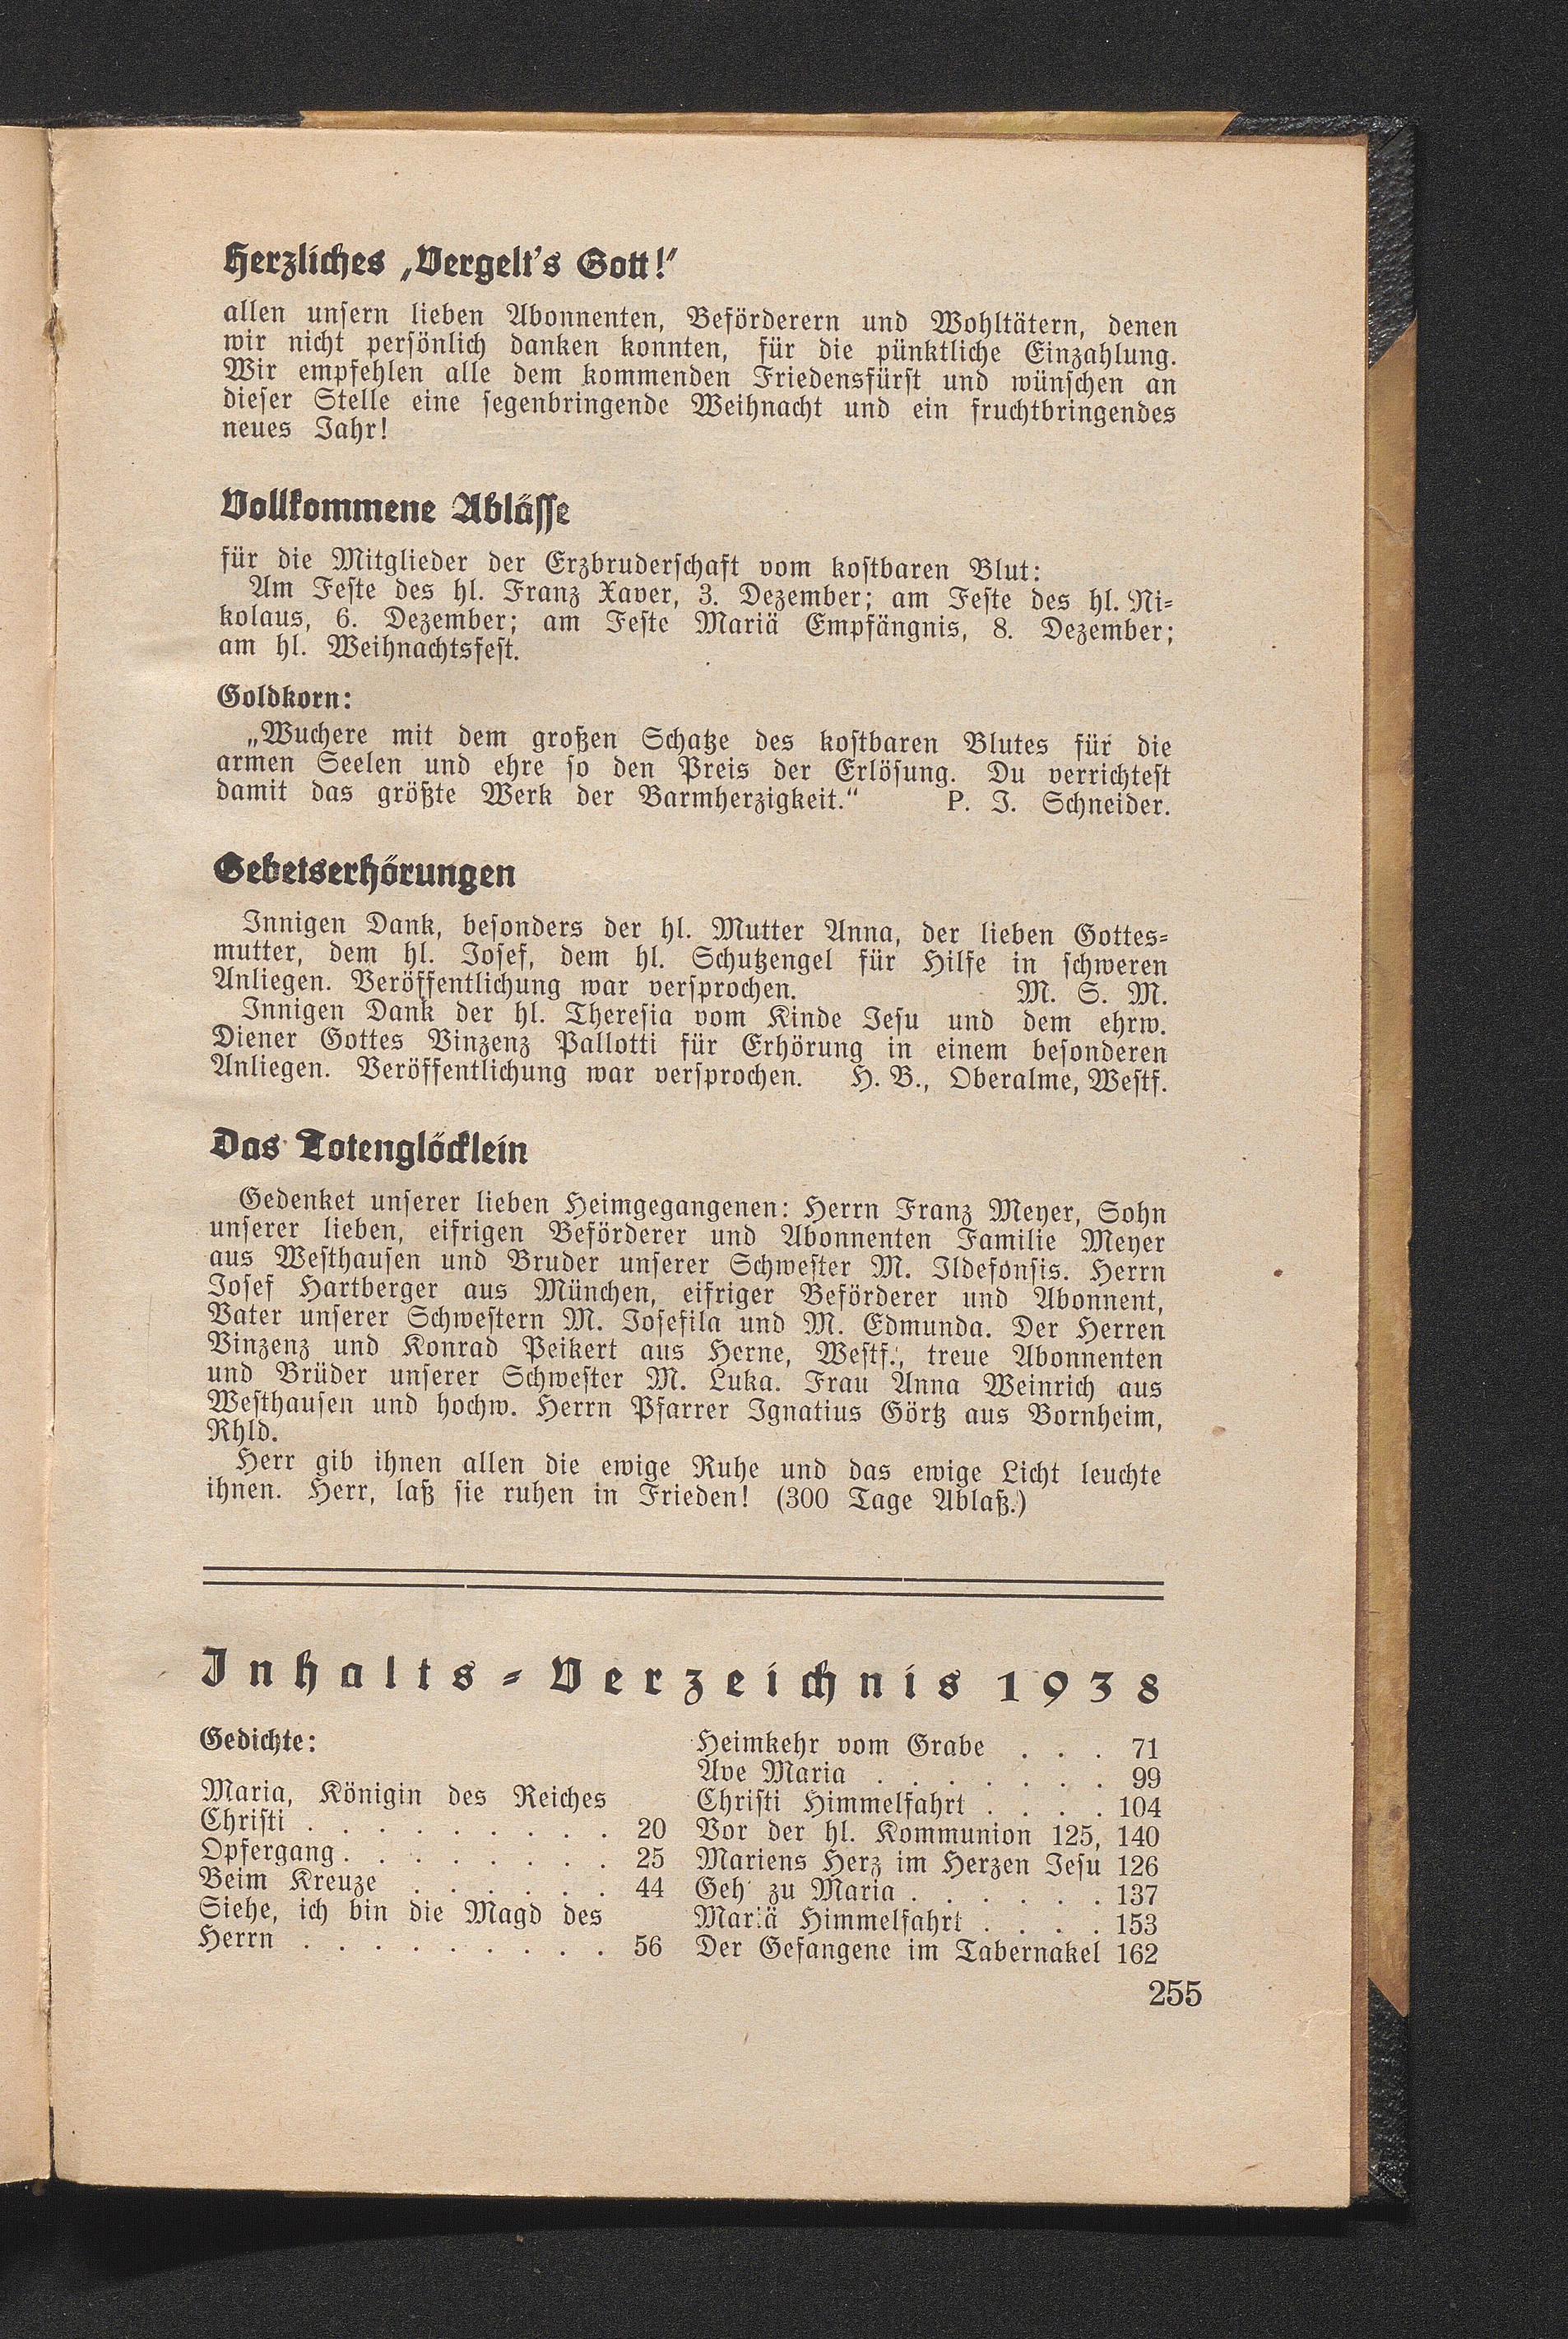 Herzliches „Vergelt's Gott!"
allen unsern lieben Abonnenten, Beförderern und Wohltätern, denen
wir nicht persönlich danken konnten, für die pünktliche Einzahlung.
Wir empfehlen alle dem kommenden Friedensfürst und wünschen an
dieser Stelle eine segenbringende Weihnacht und ein fruchtbringendes
neues Jahr!
Vollkommene Ablässe
für die Mitglieder der Erzbruderschaft vom kostbaren Blut:
Am Feste des hl. Franz Xaver, 3. Dezember; am Feste des hl. Ni-
kolaus, 6. Dezember; am Feste Mariä Empfängnis, 8. Dezember;
am hl. Weihnachtsfest.
Goldkorn:
„Wuchere mit dem großen Schatze des kostbaren Blutes für die
armen Seelen und ehre so den Preis der Erlösung. Du verrichtest
damit das größte Werk der Barmherzigkeit.“ P. J. Schneider.
Gebetserhörungen
Innigen Dank, besonders der hl. Mutter Anna, der lieben Gottes-
mutter, dem hl. Josef, dem hl. Schutzengel für Hilfe in schweren
Anliegen. Veröffentlichung war versprochen. M. S. M.
Innigen Dank der hl. Theresia vom Kinde Jesu und dem ehrw.
Diener Gottes Vinzenz Pallotti für Erhörung in einem besonderen
Anliegen. Veröffentlichung war versprochen. H. B., Oberalme, Westf.
Das Totenglöcklein
Gedenket unserer lieben Heimgegangenen: Herrn Franz Meyer, Sohn
unserer lieben, eifrigen Beförderer und Abonnenten Familie Meyer
aus Westhausen und Bruder unserer Schwester M. Ildefonsis. Herrn
Josef Hartberger aus München, eifriger Beförderer und Abonnent,
Vater unserer Schwestern M. Josefila und M. Edmunda. Der Herren
Vinzenz und Konrad Peikert aus Herne, Westf., treue Abonnenten
und Brüder unserer Schwester M. Luka. Frau Anna Weinrich aus
Westhausen und hochw. Herrn Pfarrer Ignatius Görtz aus Bornheim,
Rhld.
Herr gib ihnen allen die ewige Ruhe und das ewige Licht leuchte
ihnen. Herr, laß sie ruhen in Frieden! (300 Tage Ablaß.)
Inhalts-Verzeichnis 1938
Gedichte:
Maria, Königin des Reiches
Christi . . . . . . . . . 20
Opfergang . . . . . . . . 25
Beim Kreuze . . . . . . 44
Siehe, ich bin die Magd des
Herrn . . . . . . . . . 56
Heimkehr vom Grabe . . . 71
Ave Maria . . . . . . . 99
Christi Himmelfahrt . . . . 104
Vor der hl. Kommunion 125, 140
Mariens Herz im Herzen Jesu 126
Geh zu Maria . . . . . . 137
Mariä Himmelfahrt . . . . 153
Der Gefangene im Tabernakel 162
255